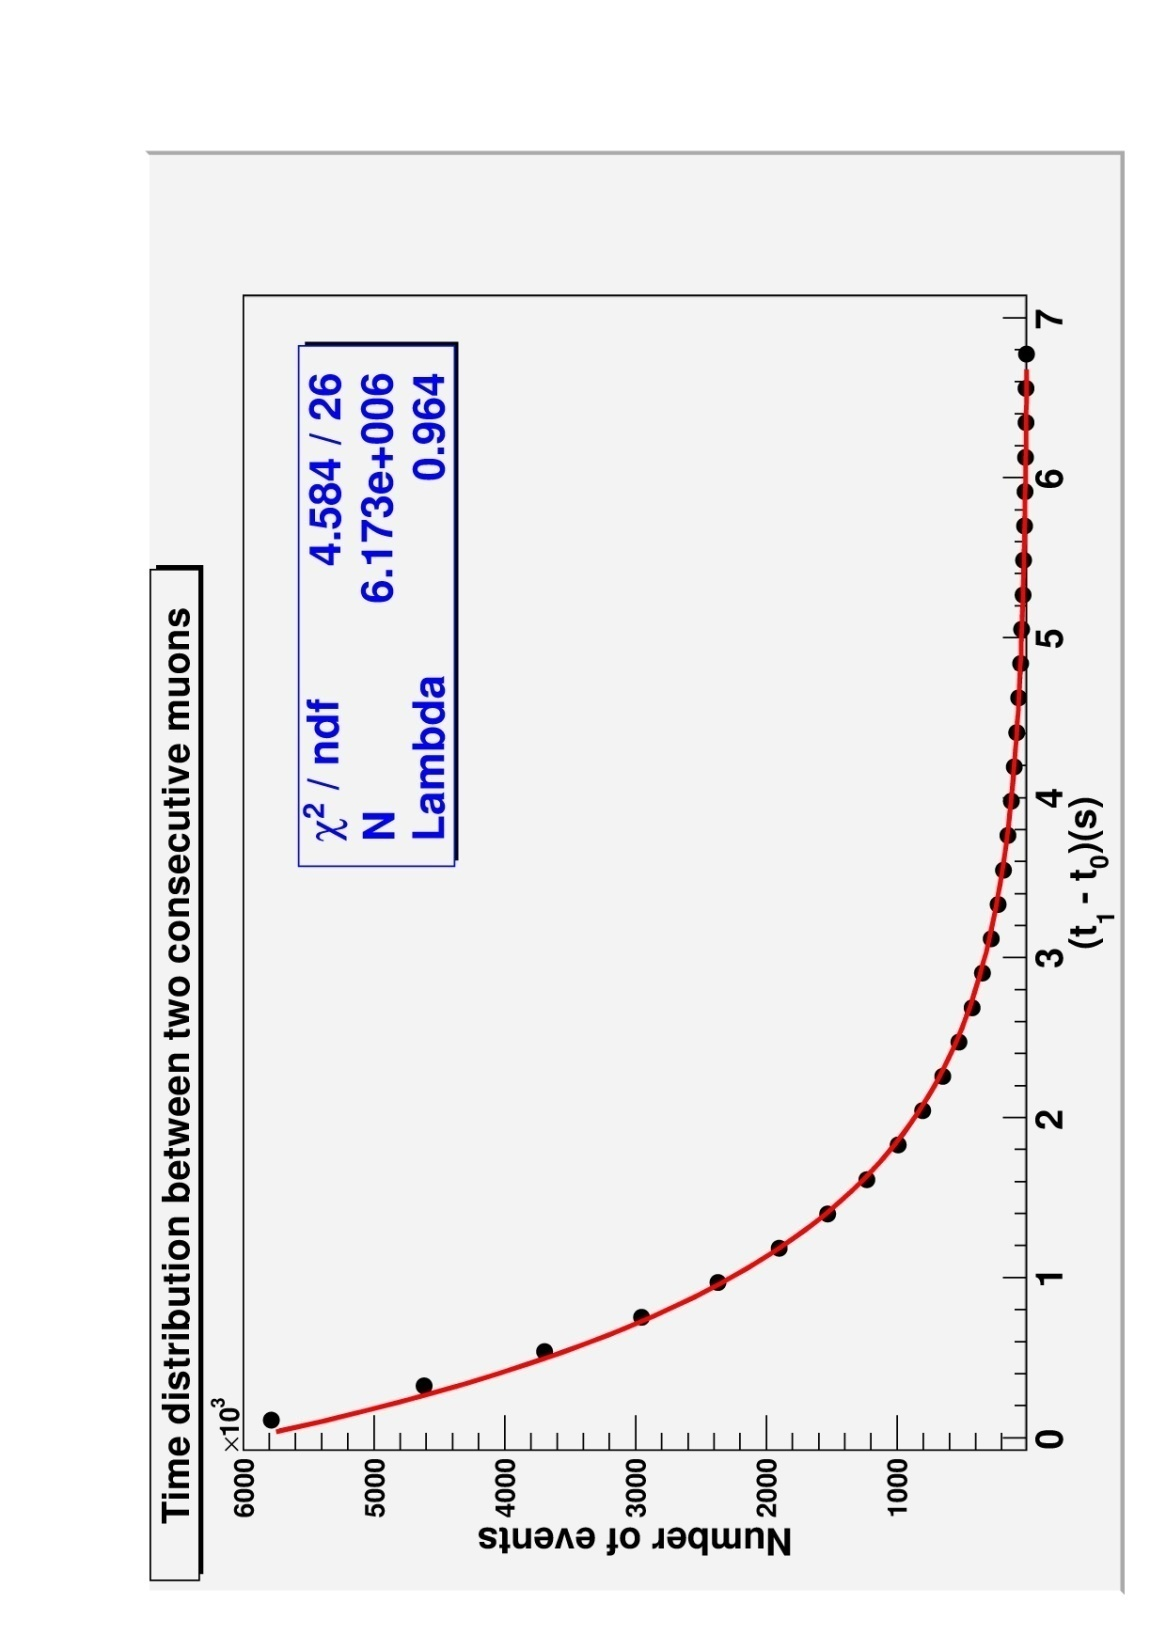 Time distribution between two consecutive muons
×10³
6000
5000
4000
3000
2000
1000
Number of events
χ² / ndf 4.584 / 26
N 6.173e+006
Lambda 0.964
0 1 2 3 4 5 6 7
(t₁ - t₀)(s)